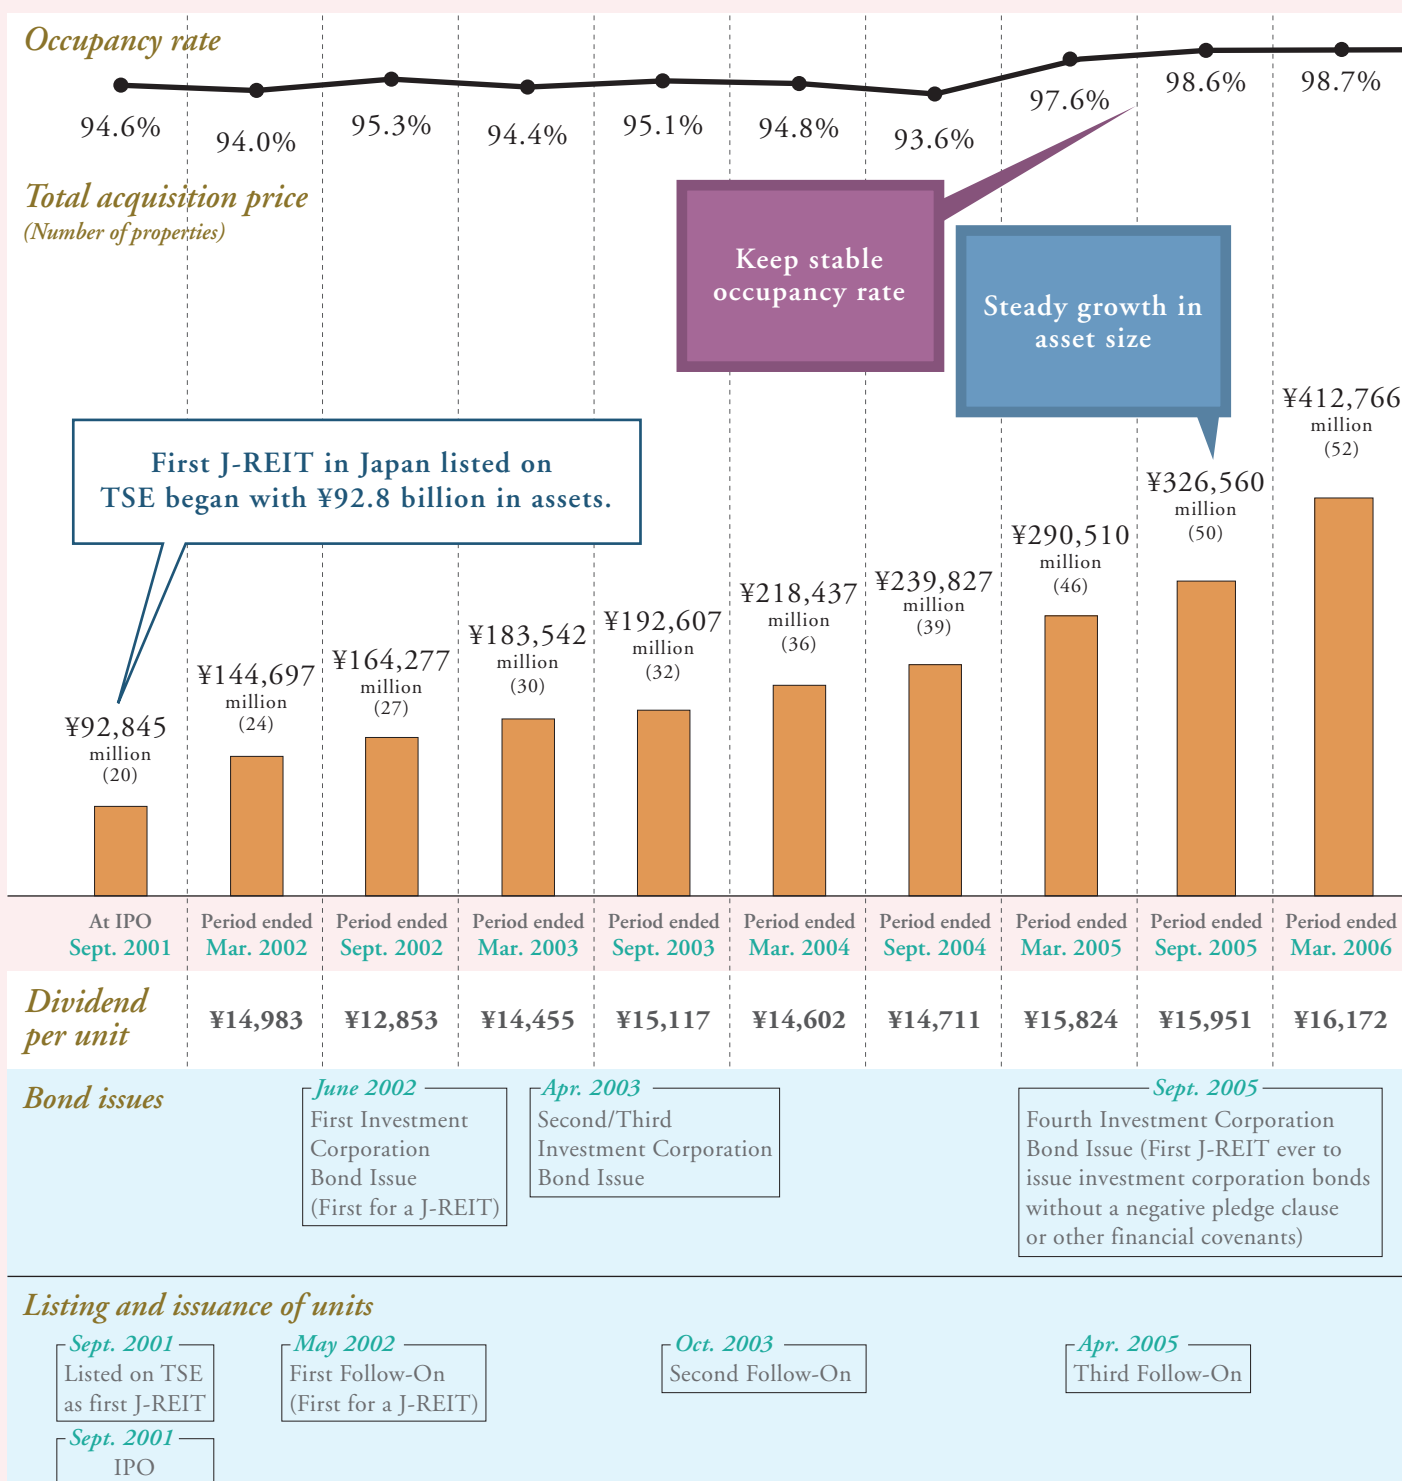 Occupancy rate
94.6%
94.0%
95.3%
94.4%
95.1%
94.8%
93.6%
97.6%
98.6%
98.7%
Total acquisition price
(Number of properties)
Keep stable
occupancy rate
Steady growth in
asset size
First J-REIT in Japan listed on
TSE began with ¥92.8 billion in assets.
¥92,845
million
(20)
¥144,697
million
(24)
¥164,277
million
(27)
¥183,542
million
(30)
¥192,607
million
(32)
¥218,437
million
(36)
¥239,827
million
(39)
¥290,510
million
(46)
¥326,560
million
(50)
¥412,766
million
(52)
At IPO
Sept. 2001
Period ended
Mar. 2002
Period ended
Sept. 2002
Period ended
Mar. 2003
Period ended
Sept. 2003
Period ended
Mar. 2004
Period ended
Sept. 2004
Period ended
Mar. 2005
Period ended
Sept. 2005
Period ended
Mar. 2006
Dividend
per unit
¥14,983
¥12,853
¥14,455
¥15,117
¥14,602
¥14,711
¥15,824
¥15,951
¥16,172
Bond issues
June 2002
First Investment
Corporation
Bond Issue
(First for a J-REIT)
Apr. 2003
Second/Third
Investment Corporation
Bond Issue
Sept. 2005
Fourth Investment Corporation
Bond Issue (First J-REIT ever to
issue investment corporation bonds
without a negative pledge clause
or other financial covenants)
Listing and issuance of units
Sept. 2001
Listed on TSE
as first J-REIT
Sept. 2001
IPO
May 2002
First Follow-On
(First for a J-REIT)
Oct. 2003
Second Follow-On
Apr. 2005
Third Follow-On